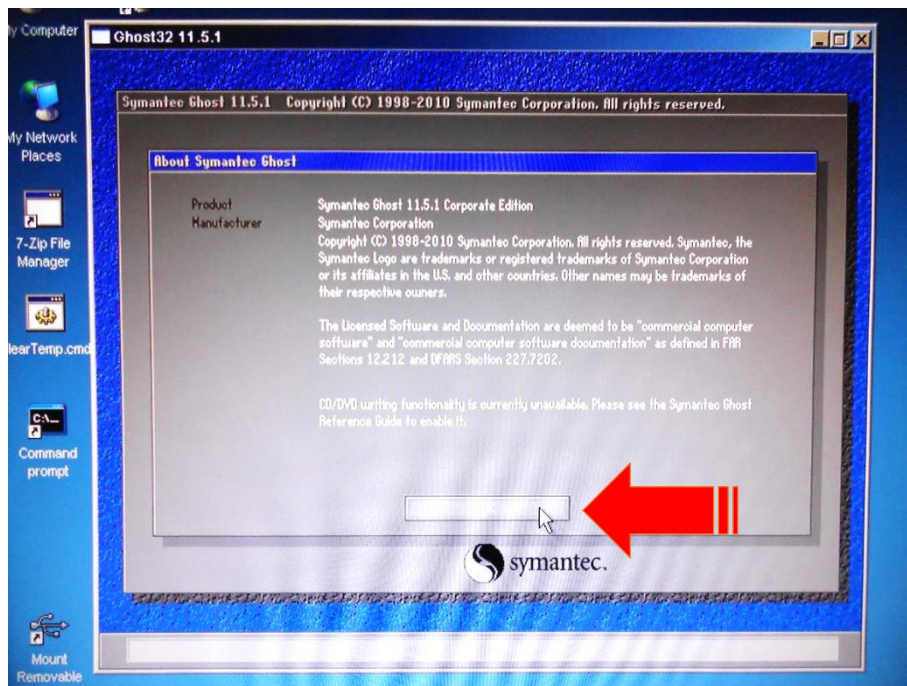 My Computer
Ghost32 11.5.1
Symantec Ghost 11.5.1 Copyright (C) 1998-2010 Symantec Corporation. All rights reserved.
My Network
Places
About Symantec Ghost
Product Symantec Ghost 11.5.1 Corporate Edition
Manufacturer Symantec Corporation
Copyright (C) 1998-2010 Symantec Corporation. All rights reserved. Symantec, the
Symantec Logo are trademarks or registered trademarks of Symantec Corporation
or its affiliates in the U.S. and other countries. Other names may be trademarks of
their respective owners.
The Licensed Software and Documentation are deemed to be "commercial computer
software" and "commercial computer software documentation" as defined in FAR
Sections 12.212 and DFARS Section 227.7202.
CD/DVD writing functionality is currently unavailable. Please see the Symantec Ghost
Reference Guide to enable it.
7-Zip File
Manager
learTemp.cmd
C:\_
Command
prompt
symantec.
Mount
Removable